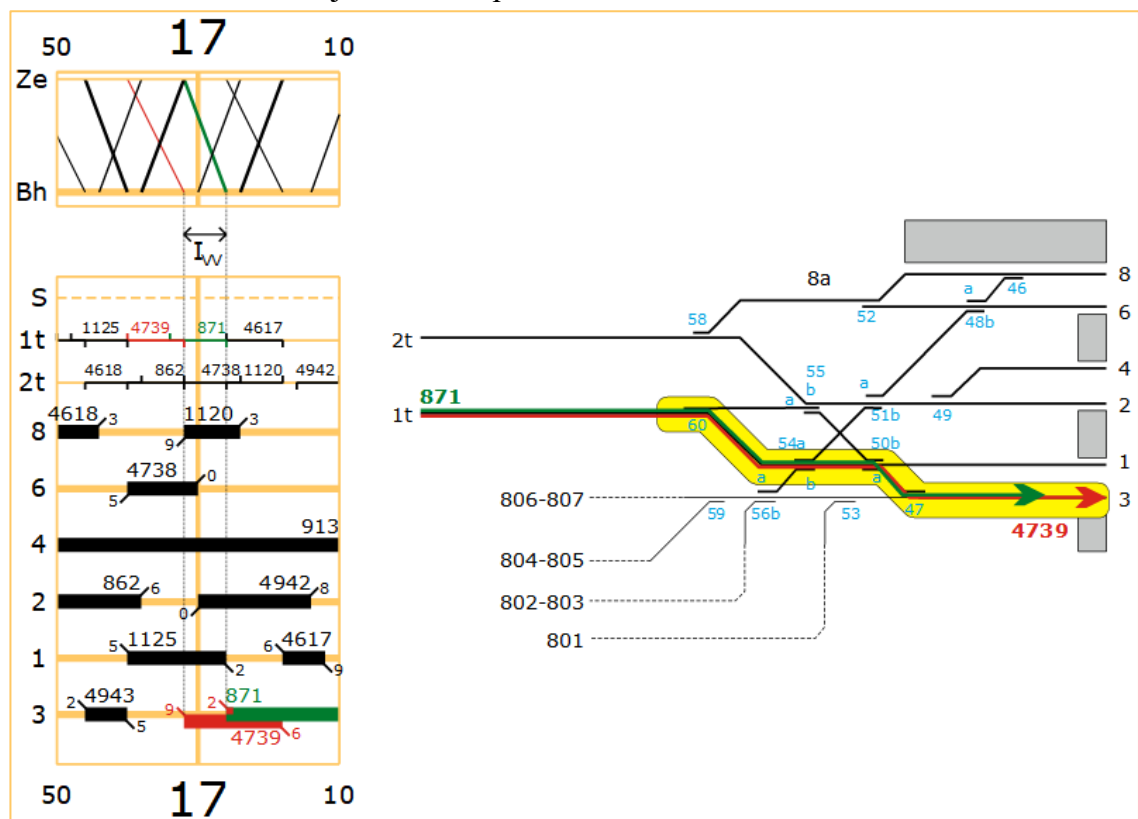 50 17 10
Ze
Bh
I_VV
S
1t 1125 4739 871 4617
2t 4618 862 4738 1120 4942
8 4618 3 9 1120 3
6 5 4738 0
4 913
2 862 6 0 4942 8
1 5 1125 2 6 4617 9
3 2 4943 5 9 4739 6 2 871
50 17 10
8a 8
a 46
58 52 6
48b
2t
55 b a 4
871 a 51b 49 2
1t 60 54a 50b 1
806-807 a b a 47 3
59 56b 53 4739
804-805
802-803
801